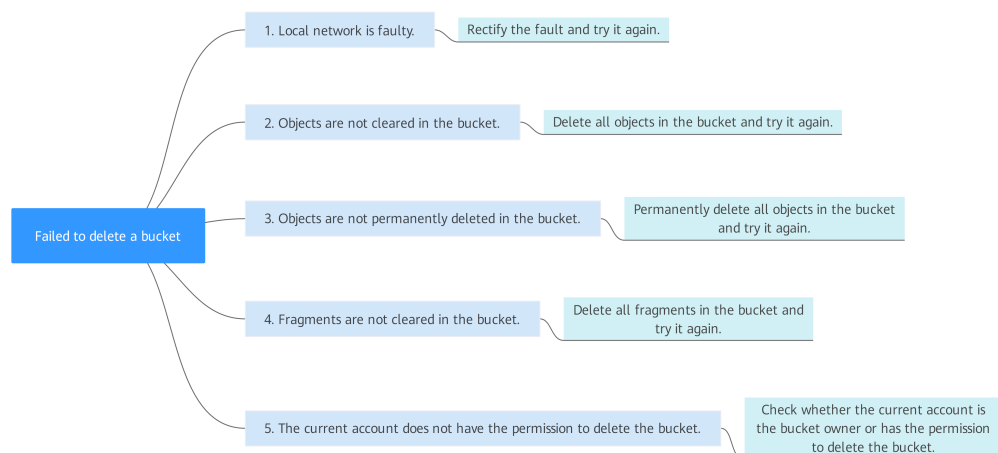 1. Local network is faulty.
Rectify the fault and try it again.
2. Objects are not cleared in the bucket.
Delete all objects in the bucket and try it again.
Failed to delete a bucket
3. Objects are not permanently deleted in the bucket.
Permanently delete all objects in the bucket
and try it again.
4. Fragments are not cleared in the bucket.
Delete all fragments in the bucket and
try it again.
5. The current account does not have the permission to delete the bucket.
Check whether the current account is
the bucket owner or has the permission
to delete the bucket.